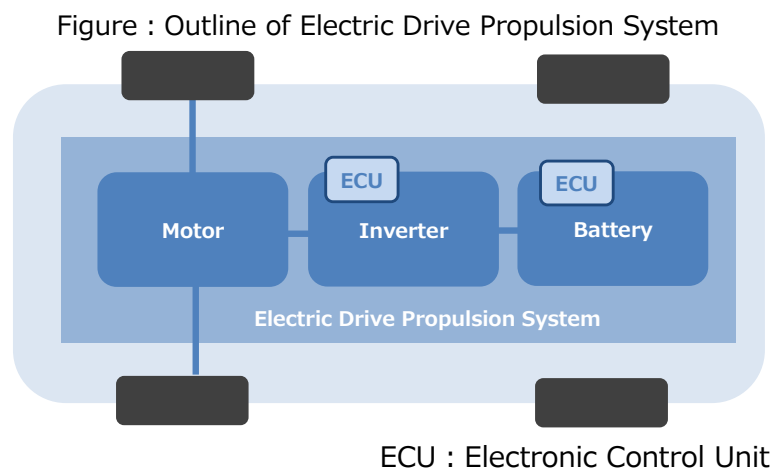 Figure : Outline of Electric Drive Propulsion System
ECU
ECU
Motor
Inverter
Battery
Electric Drive Propulsion System
ECU : Electronic Control Unit